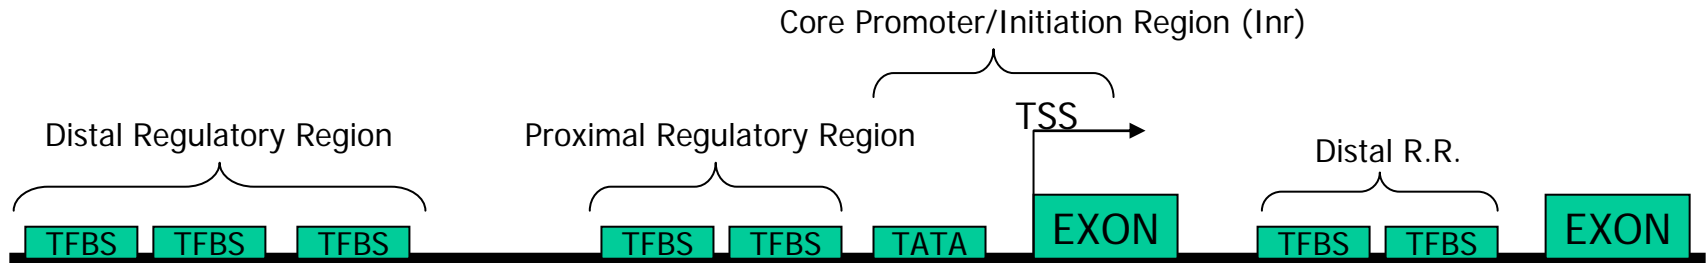 Core Promoter/Initiation Region (Inr)
TSS
Distal Regulatory Region
Proximal Regulatory Region
Distal R.R.
TFBS TFBS TFBS TFBS TFBS TATA EXON TFBS TFBS EXON